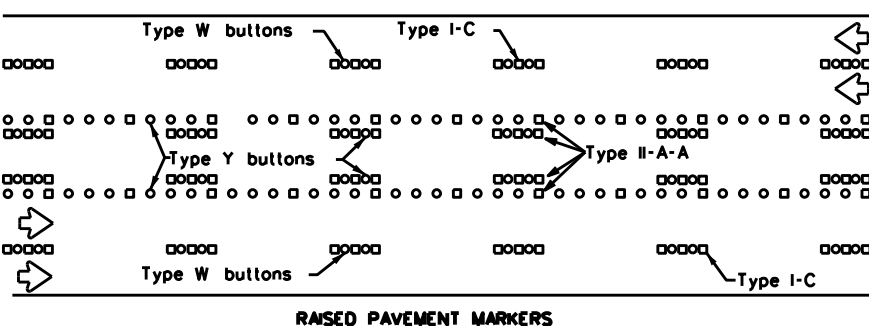 Type W buttons
Type I-C
Type Y buttons
Type II-A-A
Type W buttons
Type I-C
RAISED PAVEMENT MARKERS